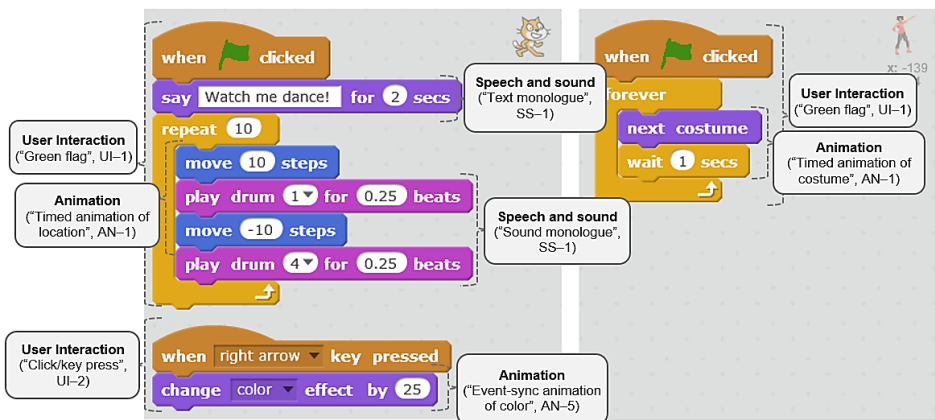 when clicked
say Watch me dance! for 2 secs
repeat 10
move 10 steps
play drum 1 for 0.25 beats
move -10 steps
play drum 4 for 0.25 beats
User Interaction
(“Green flag”, UI–1)
Animation
(“Timed animation of
location”, AN–1)
Speech and sound
(“Text monologue”,
SS–1)
Speech and sound
(“Sound monologue”,
SS–1)
when right arrow key pressed
change color effect by 25
User Interaction
(“Click/key press”,
UI–2)
Animation
(“Event-sync animation
of color”, AN–5)
when clicked
forever
next costume
wait 1 secs
x: -139
User Interaction
(“Green flag”, UI–1)
Animation
(“Timed animation of
costume”, AN–1)